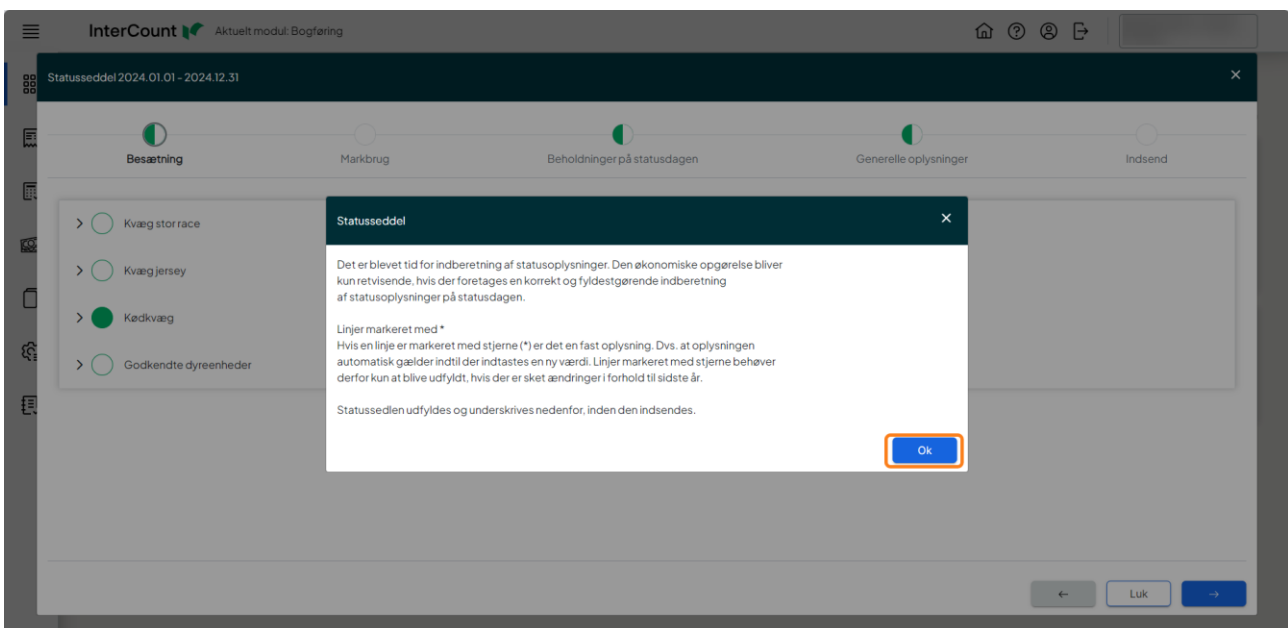 InterCount Aktuelt modul: Bogføring
Statusseddel 2024.01.01 - 2024.12.31
Besætning
Markbrug
Beholdninger på statusdagen
Generelle oplysninger
Indsend
Kvæg stor race
Kvæg jersey
Kødkvæg
Godkendte dyreenheder
Statusseddel
Det er blevet tid for indberetning af statusoplysninger. Den økonomiske opgørelse bliver
kun retvisende, hvis der foretages en korrekt og fyldestgørende indberetning
af statusoplysninger på statusdagen.
Linjer markeret med *
Hvis en linje er markeret med stjerne (*) er det en fast oplysning. Dvs. at oplysningen
automatisk gælder indtil der indtastes en ny værdi. Linjer markeret med stjerne behøver
derfor kun at blive udfyldt, hvis der er sket ændringer i forhold til sidste år.
Statussedlen udfyldes og underskrives nedenfor, inden den indsendes.
Ok
Luk